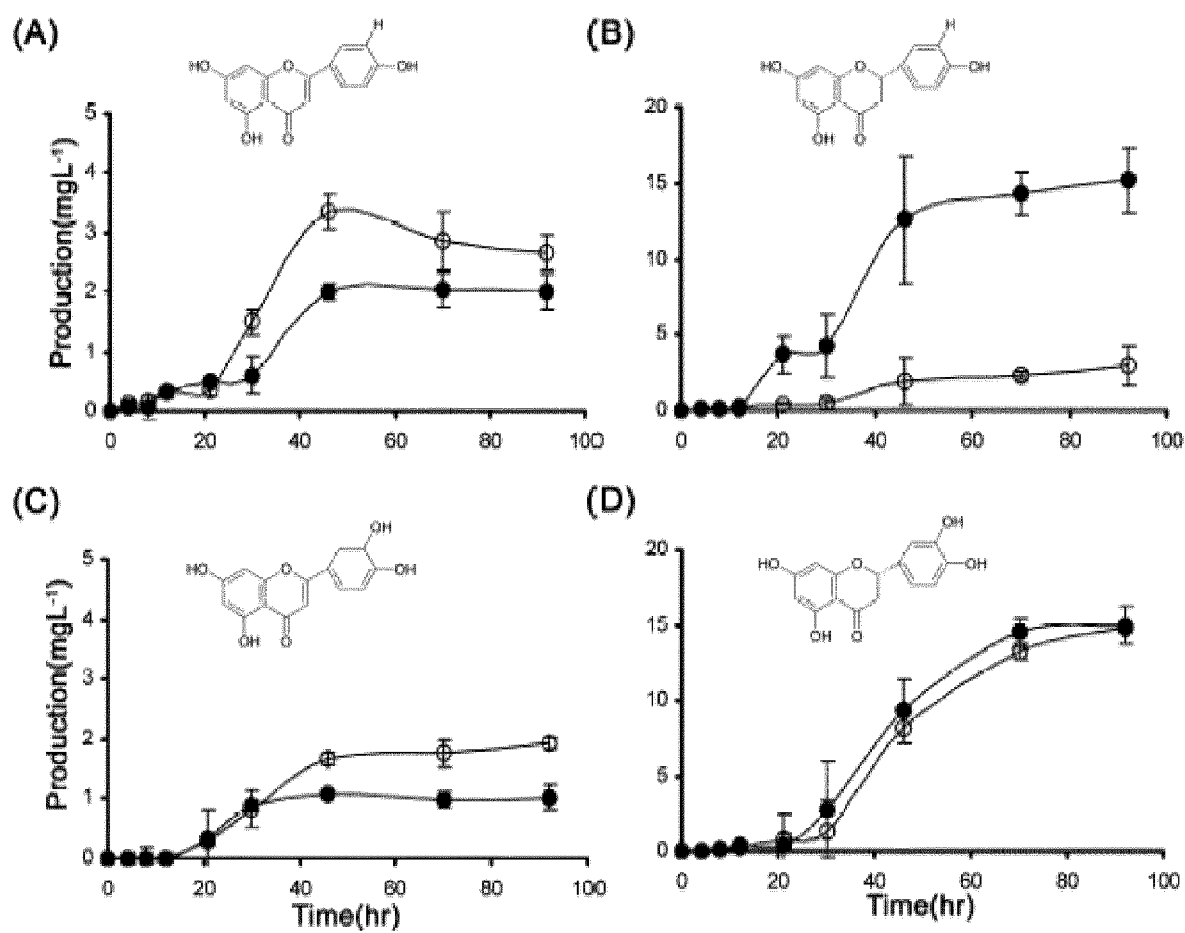 (A)
H
HO
O
OH
OH
O
Production(mgL-1)
5
4
3
2
1
0
0 20 40 60 80 100
(B)
H
HO
O
OH
OH
O
20
15
10
5
0
0 20 40 60 80 100
(C)
OH
HO
O
OH
OH
O
Production(mgL-1)
5
4
3
2
1
0
0 20 40 60 80 100
Time(hr)
(D)
OH
HO
O
OH
OH
O
20
15
10
5
0
0 20 40 60 80 100
Time(hr)